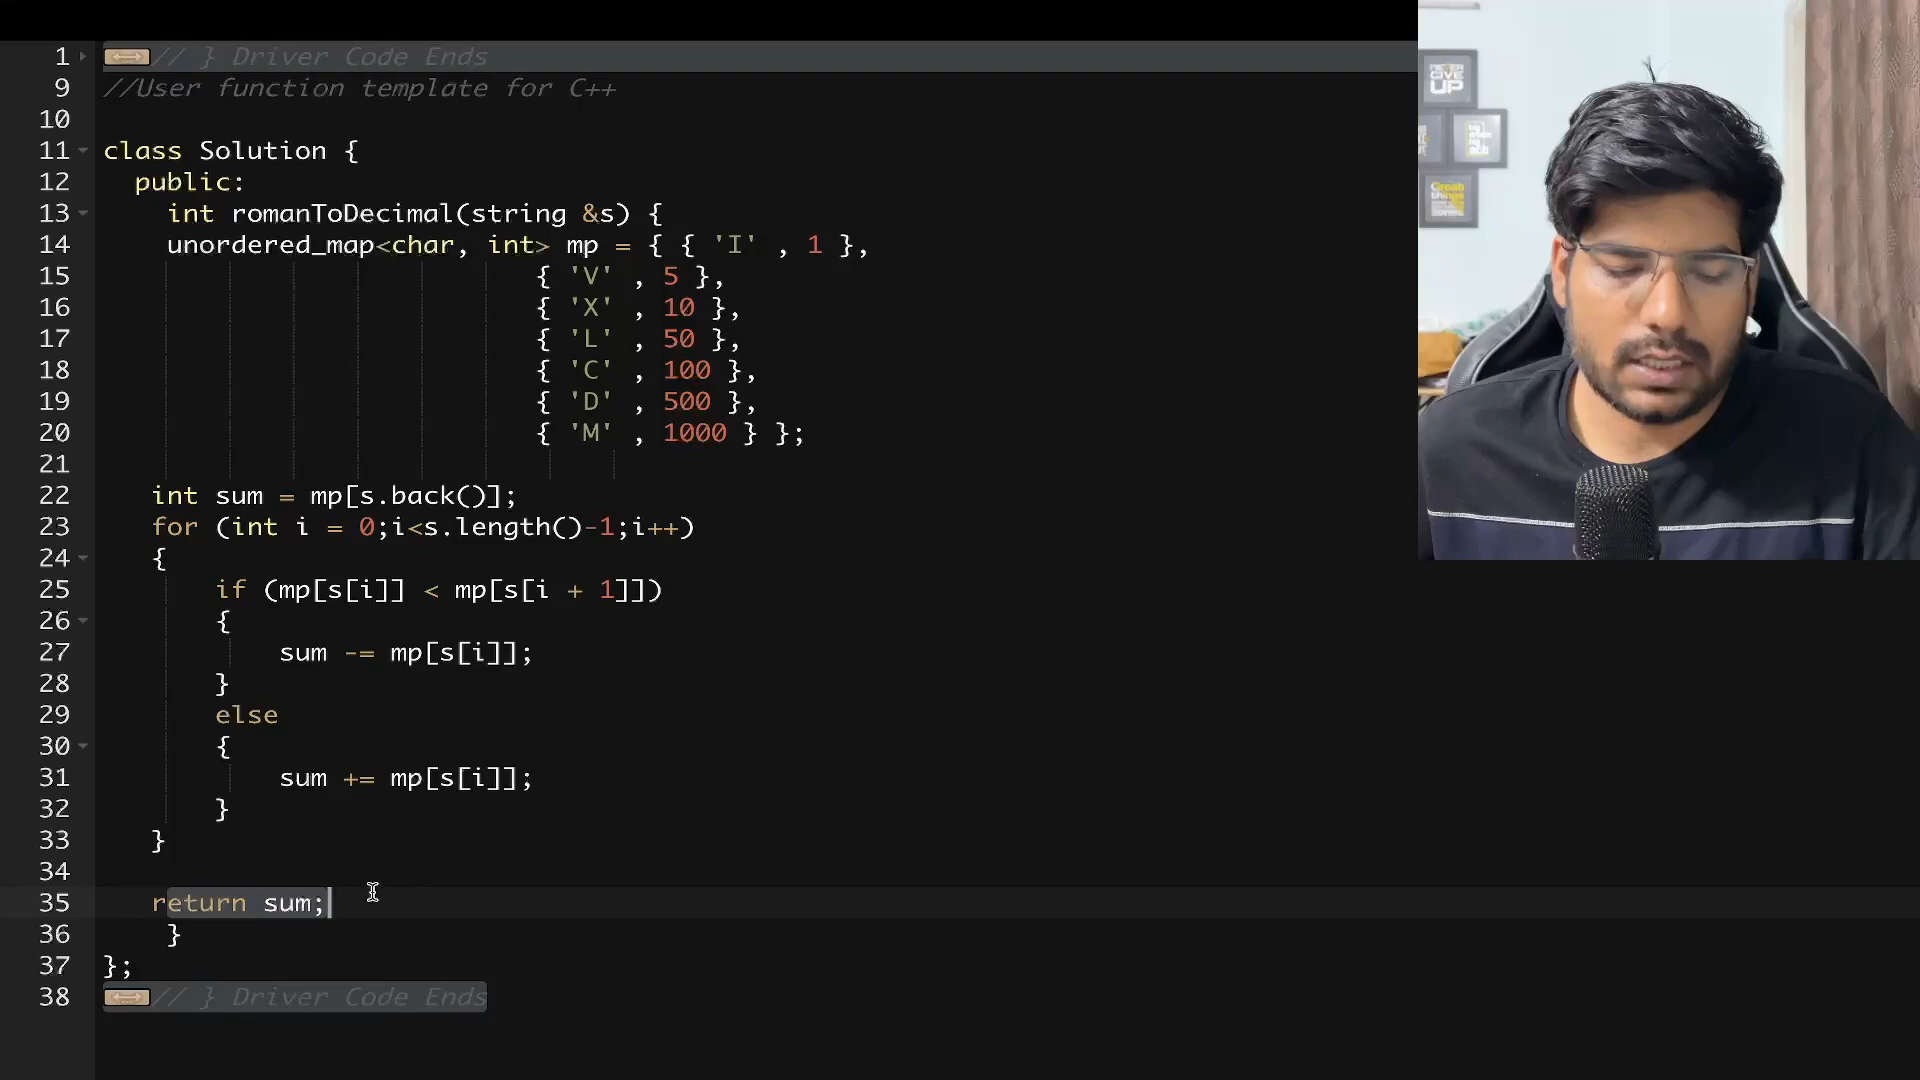 1 // } Driver Code Ends
9 //User function template for C++
10
11 class Solution {
12 public:
13 int romanToDecimal(string &s) {
14 unordered_map<char, int> mp = { { 'I' , 1 },
15 { 'V' , 5 },
16 { 'X' , 10 },
17 { 'L' , 50 },
18 { 'C' , 100 },
19 { 'D' , 500 },
20 { 'M' , 1000 } };
21
22 int sum = mp[s.back()];
23 for (int i = 0;i<s.length()-1;i++)
24 {
25 if (mp[s[i]] < mp[s[i + 1]])
26 {
27 sum -= mp[s[i]];
28 }
29 else
30 {
31 sum += mp[s[i]];
32 }
33 }
34
35 return sum;
36 }
37 };
38 // } Driver Code Ends
NEVER
GIVE
UP